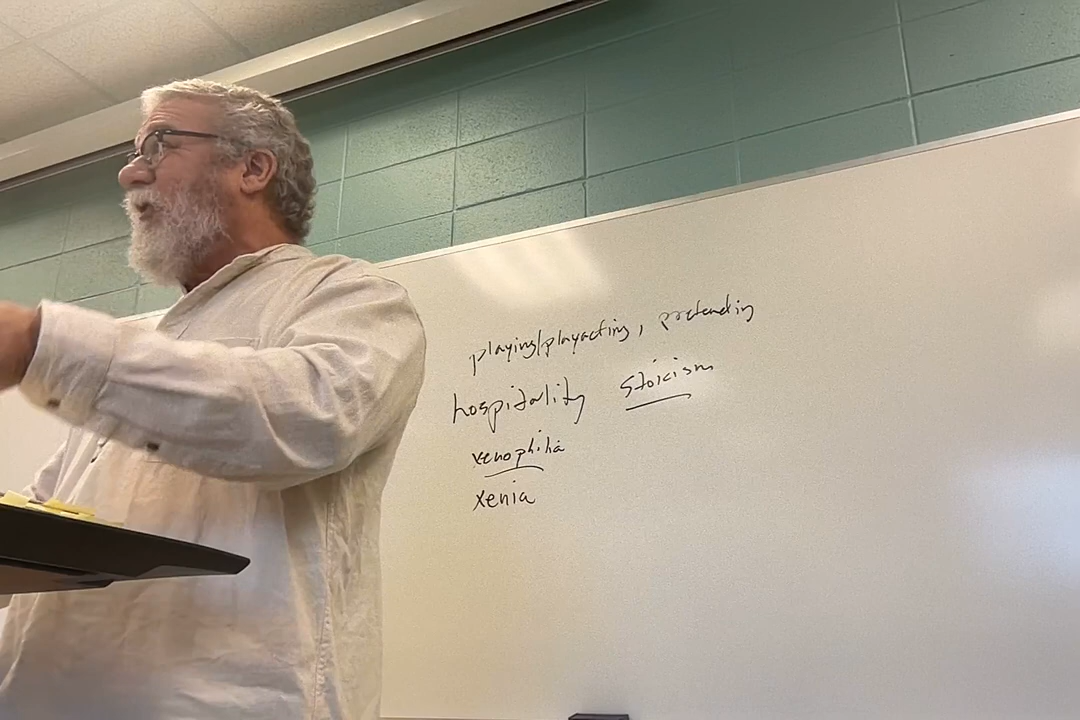 playing/playacting, pretending
hospitality stoicism
xenophilia
xenia